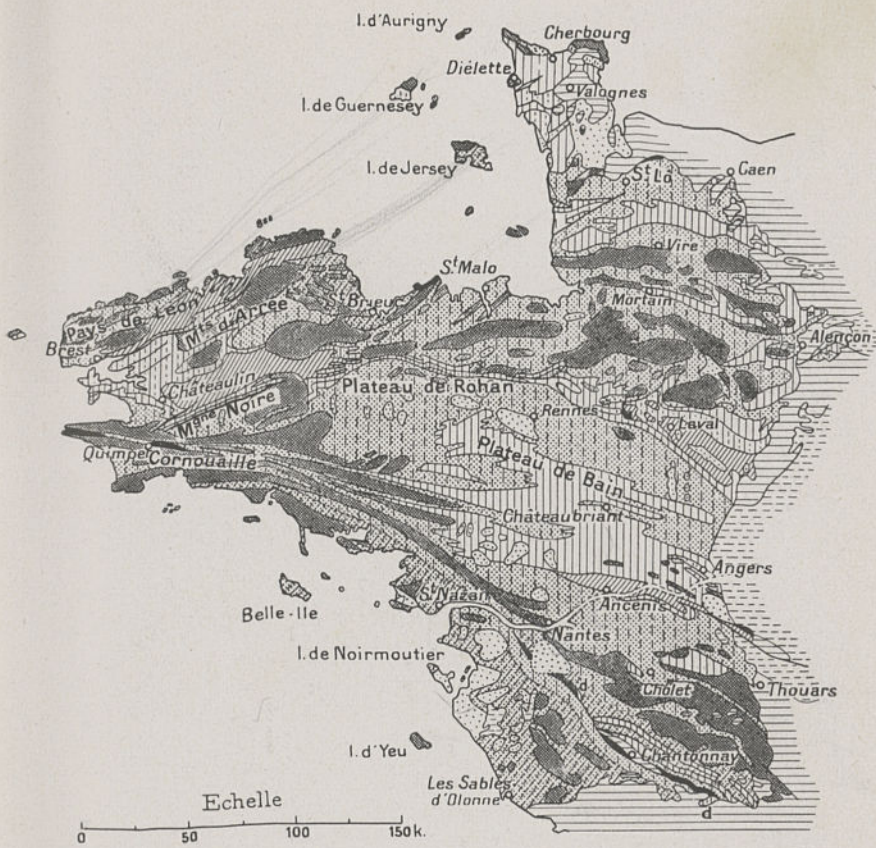 I. d'Aurigny
Cherbourg
Diélette
Valognes
I. de Guernesey
I. de Jersey
St Lô
Caen
Vire
St Malo
Mortain
St Brieuc
Pays de Léon
Mts d'Arrée
Brest
Alençon
Châteaulin
Plateau de Rohan
Mgne Noire
Rennes
Laval
Quimper
Cornouaille
Plateau de Bain
Châteaubriant
Angers
St Nazaire
Ancenis
Belle-Ile
Nantes
I. de Noirmoutier
d
Cholet
Thouars
I. d'Yeu
Chantonnay
Les Sables
d'Olonne
d
Echelle
0 50 100 150 k.